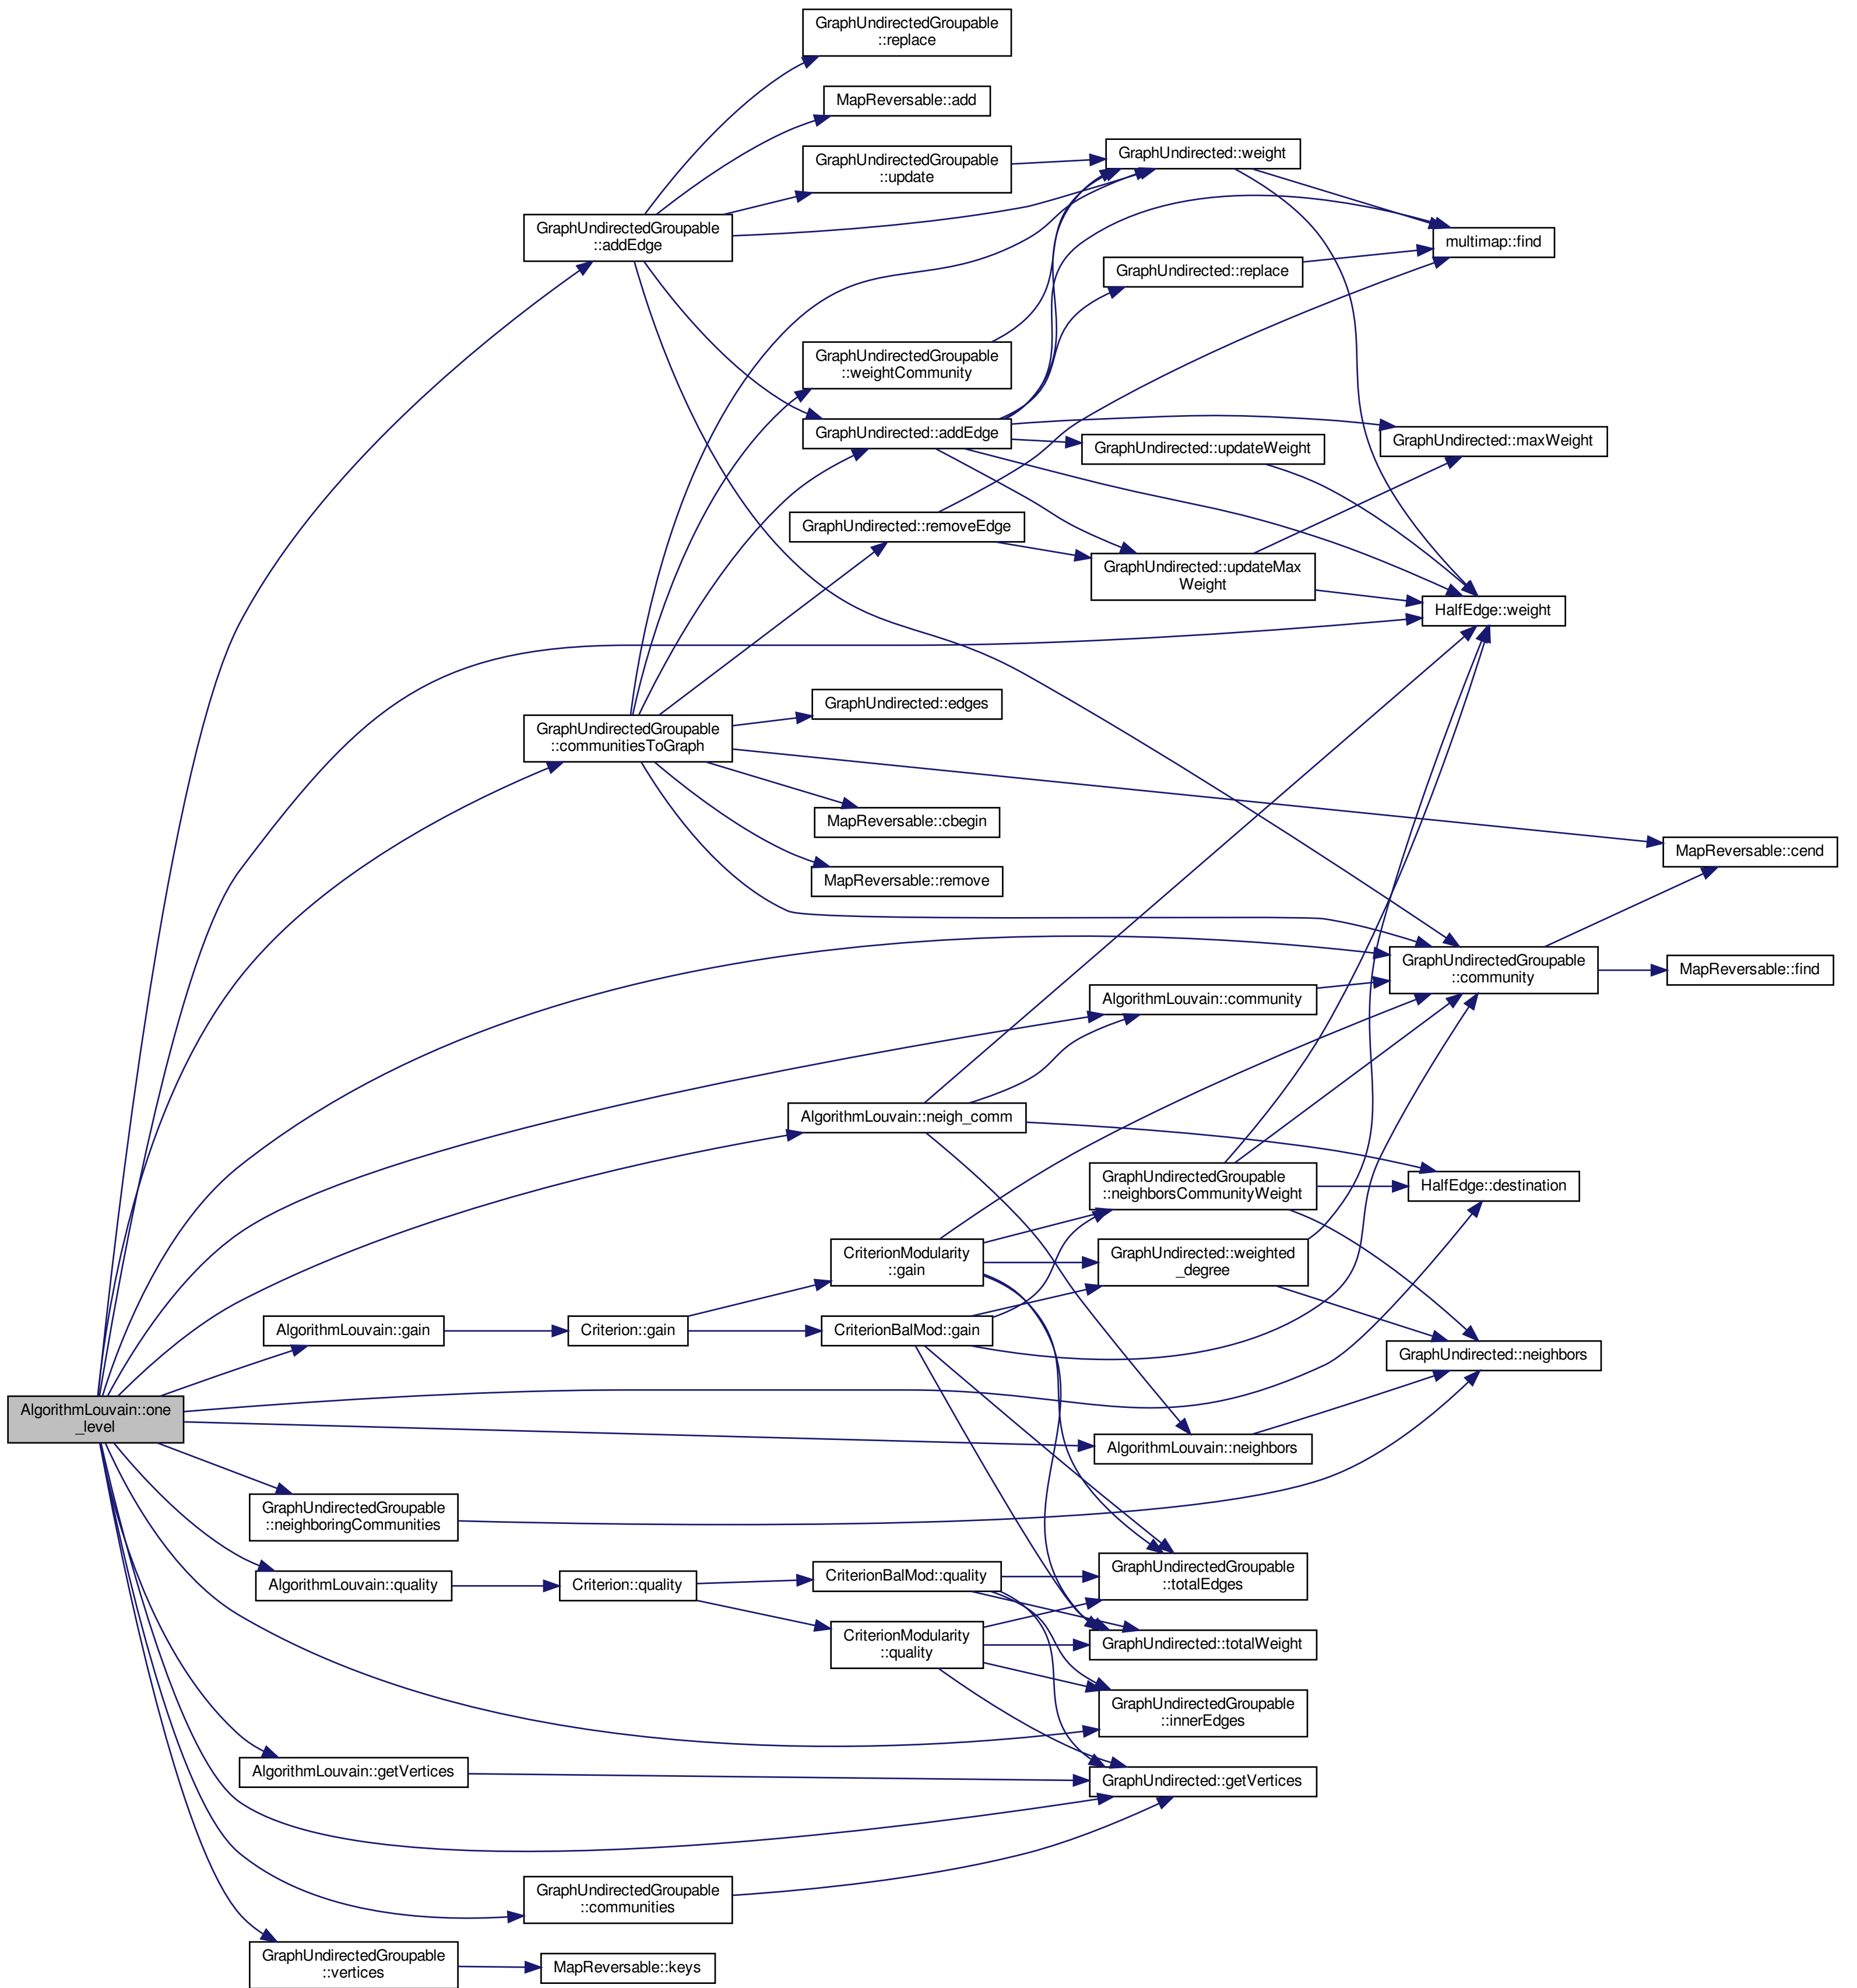 GraphUndirectedGroupable
::replace
MapReversable::add
GraphUndirected::weight
GraphUndirectedGroupable
::update
GraphUndirectedGroupable
::addEdge
multimap::find
GraphUndirected::replace
GraphUndirectedGroupable
::weightCommunity
GraphUndirected::addEdge
GraphUndirected::maxWeight
GraphUndirected::updateWeight
GraphUndirected::removeEdge
GraphUndirected::updateMax
Weight
HalfEdge::weight
GraphUndirected::edges
GraphUndirectedGroupable
::communitiesToGraph
MapReversable::cbegin
MapReversable::cend
MapReversable::remove
GraphUndirectedGroupable
::community
MapReversable::find
AlgorithmLouvain::community
AlgorithmLouvain::neigh_comm
GraphUndirectedGroupable
::neighborsCommunityWeight
HalfEdge::destination
CriterionModularity
::gain
GraphUndirected::weighted
_degree
AlgorithmLouvain::gain
Criterion::gain
CriterionBalMod::gain
GraphUndirected::neighbors
AlgorithmLouvain::one
_level
AlgorithmLouvain::neighbors
GraphUndirectedGroupable
::neighboringCommunities
GraphUndirectedGroupable
::totalEdges
AlgorithmLouvain::quality
Criterion::quality
CriterionBalMod::quality
CriterionModularity
::quality
GraphUndirected::totalWeight
GraphUndirectedGroupable
::innerEdges
AlgorithmLouvain::getVertices
GraphUndirected::getVertices
GraphUndirectedGroupable
::communities
GraphUndirectedGroupable
::vertices
MapReversable::keys